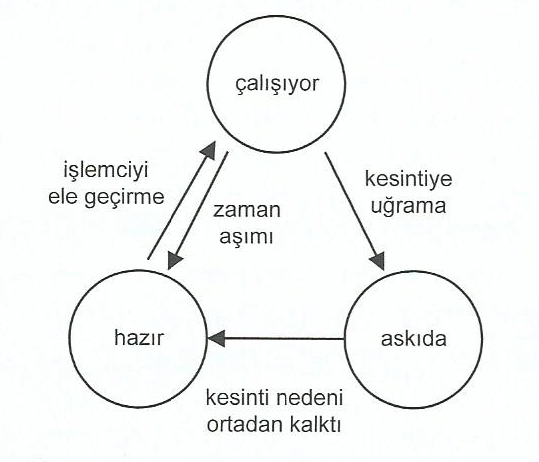 çalışıyor
işlemciyi
ele geçirme
zaman
aşımı
kesintiye
uğrama
hazır
askıda
kesinti nedeni
ortadan kalktı